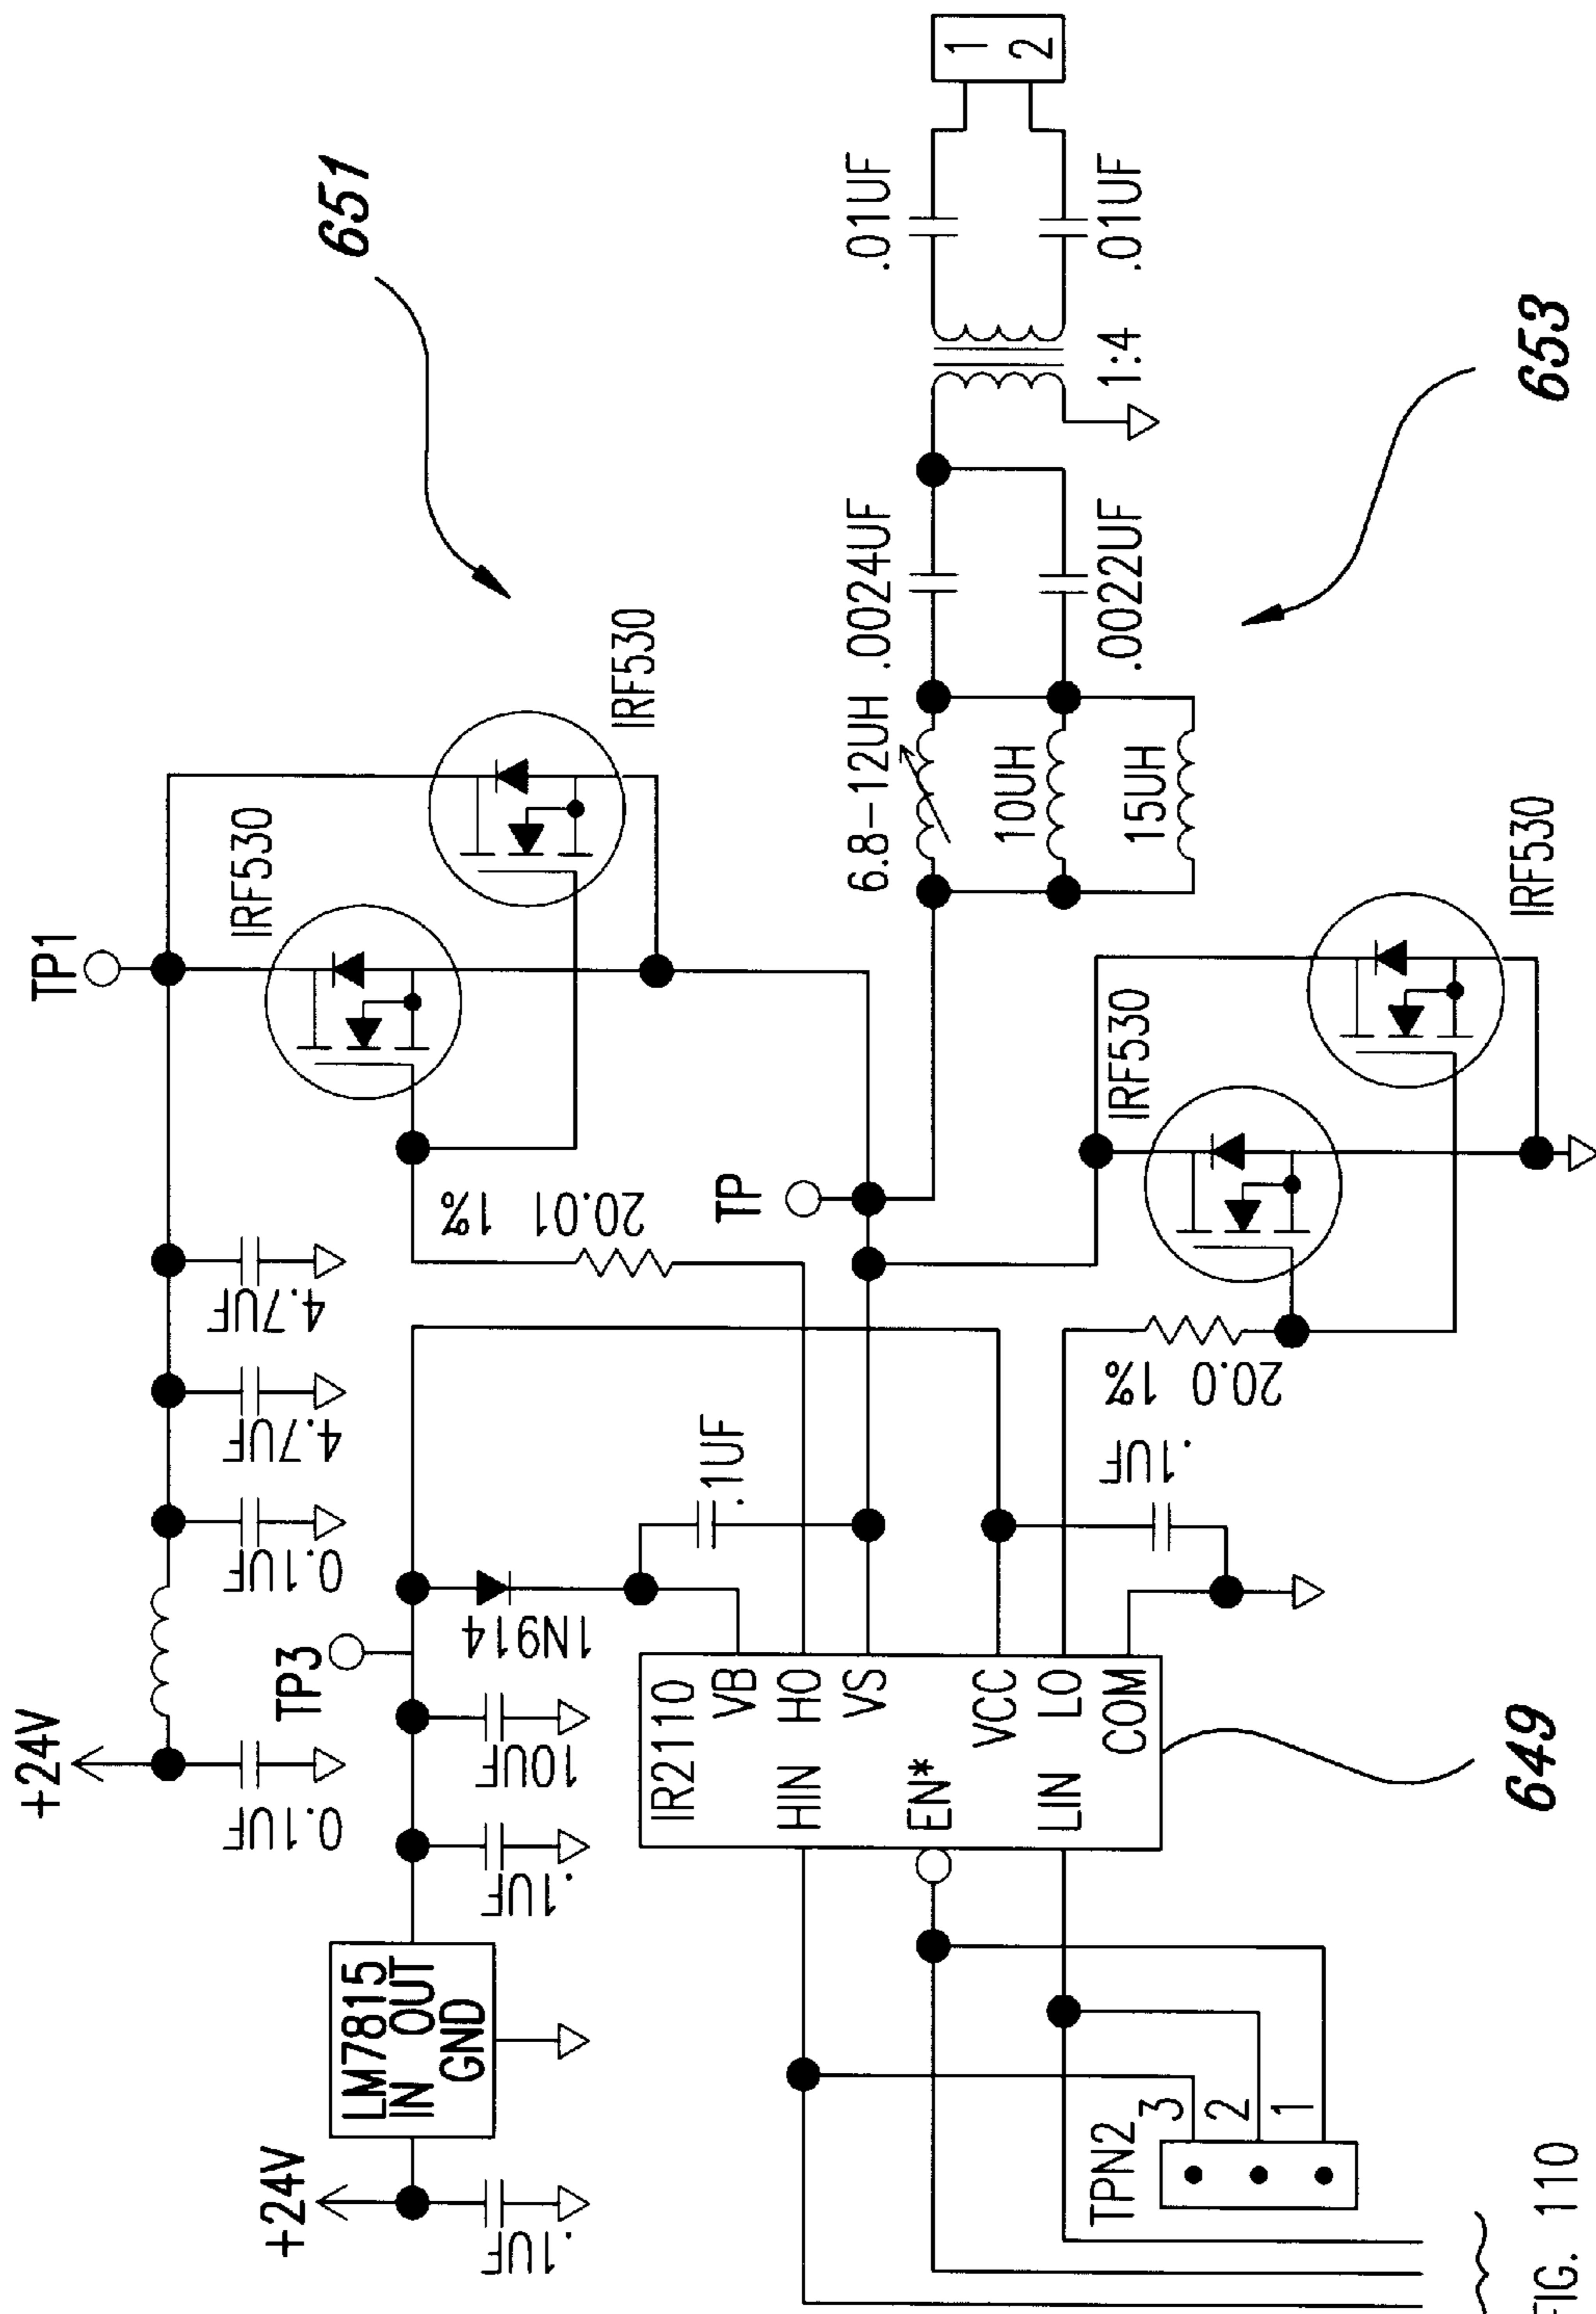 +24V
TP1
651
0.1UF
0.1UF
4.7UF
4.7UF
IRF530
IRF530
+24V
TP3
LM7815
IN OUT
GND
.1UF
.1UF
10UF
1N914
.1UF
20.01 1%
TP
6.8-12UH
.0024UF
.01UF
1
2
10UH
15UH
.0022UF
1:4
.01UF
653
IR2110
VB
HIN HO
VS
EN*
VCC
LIN LO
COM
.1UF
20.0 1%
IRF530
IRF530
TPN2
3
2
1
649
FIG. 110